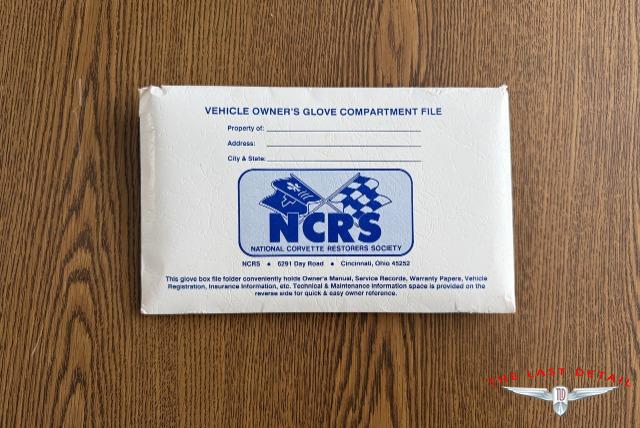 VEHICLE OWNER'S GLOVE COMPARTMENT FILE
Property of:
Address:
City & State:
NCRS
NATIONAL CORVETTE RESTORERS SOCIETY
NCRS • 6291 Day Road • Cincinnati, Ohio 45252
This glove box file folder conveniently holds Owner's Manual, Service Records, Warranty Papers, Vehicle
Registration, Insurance Information, etc. Technical & Maintenance Information space is provided on the
reverse side for quick & easy owner reference.
THE LAST DETAIL